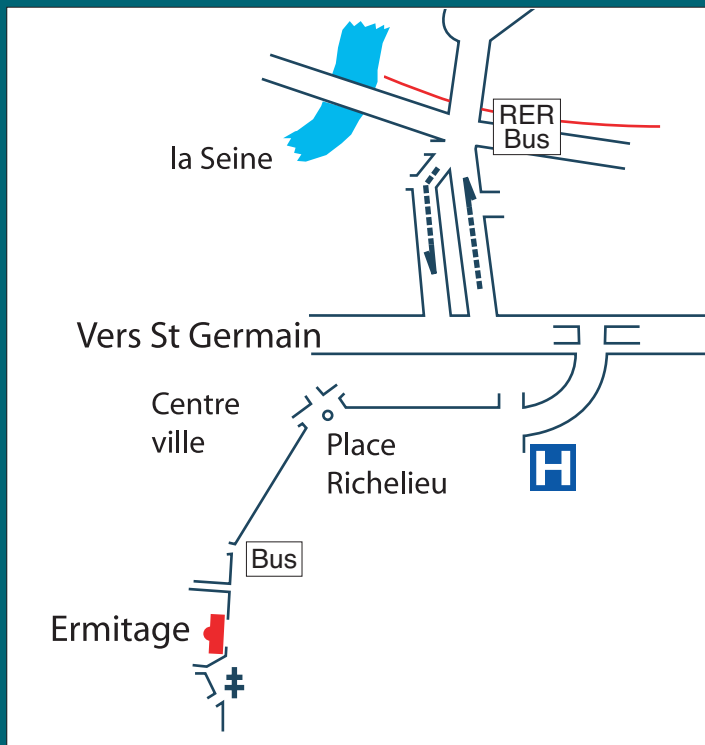 RER
Bus
la Seine
Vers St Germain
Centre
ville
Place
Richelieu
H
Bus
Ermitage